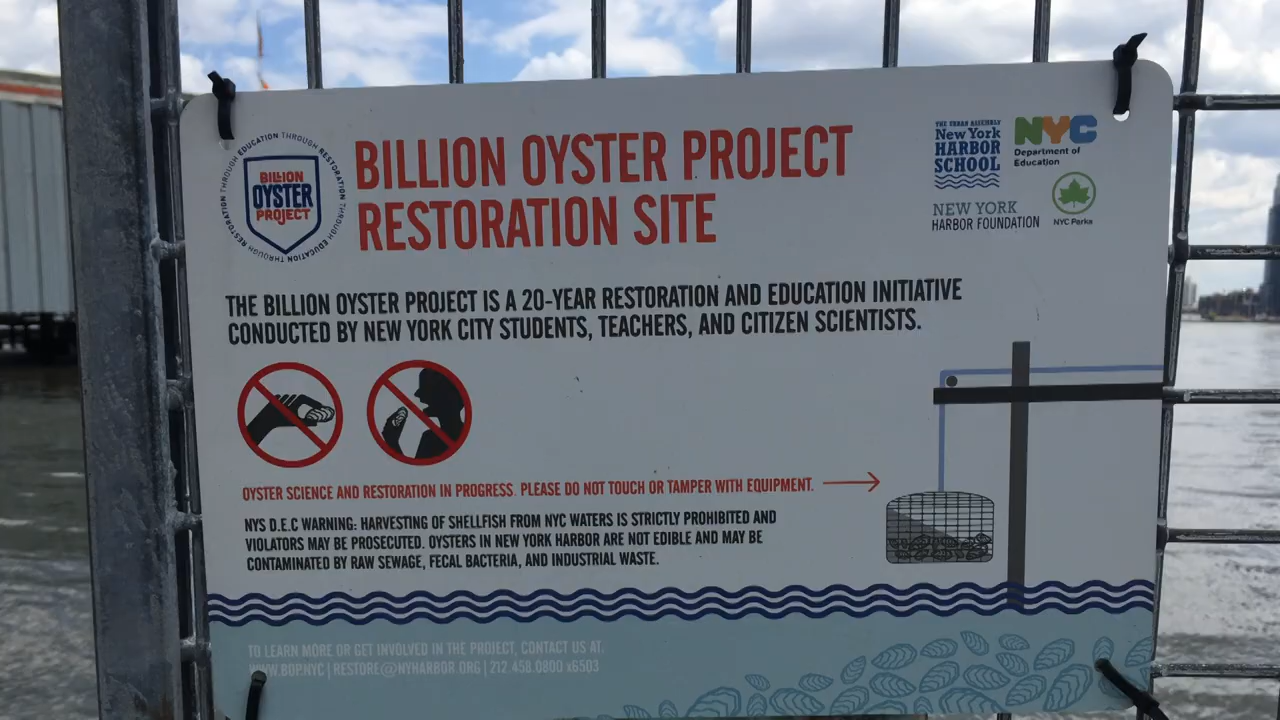 RESTORATION THROUGH EDUCATION THROUGH RESTORATION THROUGH EDUCATION THROUGH
BILLION
OYSTER
PROJECT
BILLION OYSTER PROJECT
RESTORATION SITE
THE URBAN ASSEMBLY
New York
HARBOR
SCHOOL
NYC
Department of
Education
NEW YORK
HARBOR FOUNDATION
NYC Parks
THE BILLION OYSTER PROJECT IS A 20-YEAR RESTORATION AND EDUCATION INITIATIVE
CONDUCTED BY NEW YORK CITY STUDENTS, TEACHERS, AND CITIZEN SCIENTISTS.
OYSTER SCIENCE AND RESTORATION IN PROGRESS. PLEASE DO NOT TOUCH OR TAMPER WITH EQUIPMENT.
NYS D.E.C WARNING: HARVESTING OF SHELLFISH FROM NYC WATERS IS STRICTLY PROHIBITED AND
VIOLATORS MAY BE PROSECUTED. OYSTERS IN NEW YORK HARBOR ARE NOT EDIBLE AND MAY BE
CONTAMINATED BY RAW SEWAGE, FECAL BACTERIA, AND INDUSTRIAL WASTE.
TO LEARN MORE OR GET INVOLVED IN THE PROJECT, CONTACT US AT.
WWW.BOP.NYC | RESTORE@NYHARBOR.ORG | 212.458.0800 x6503